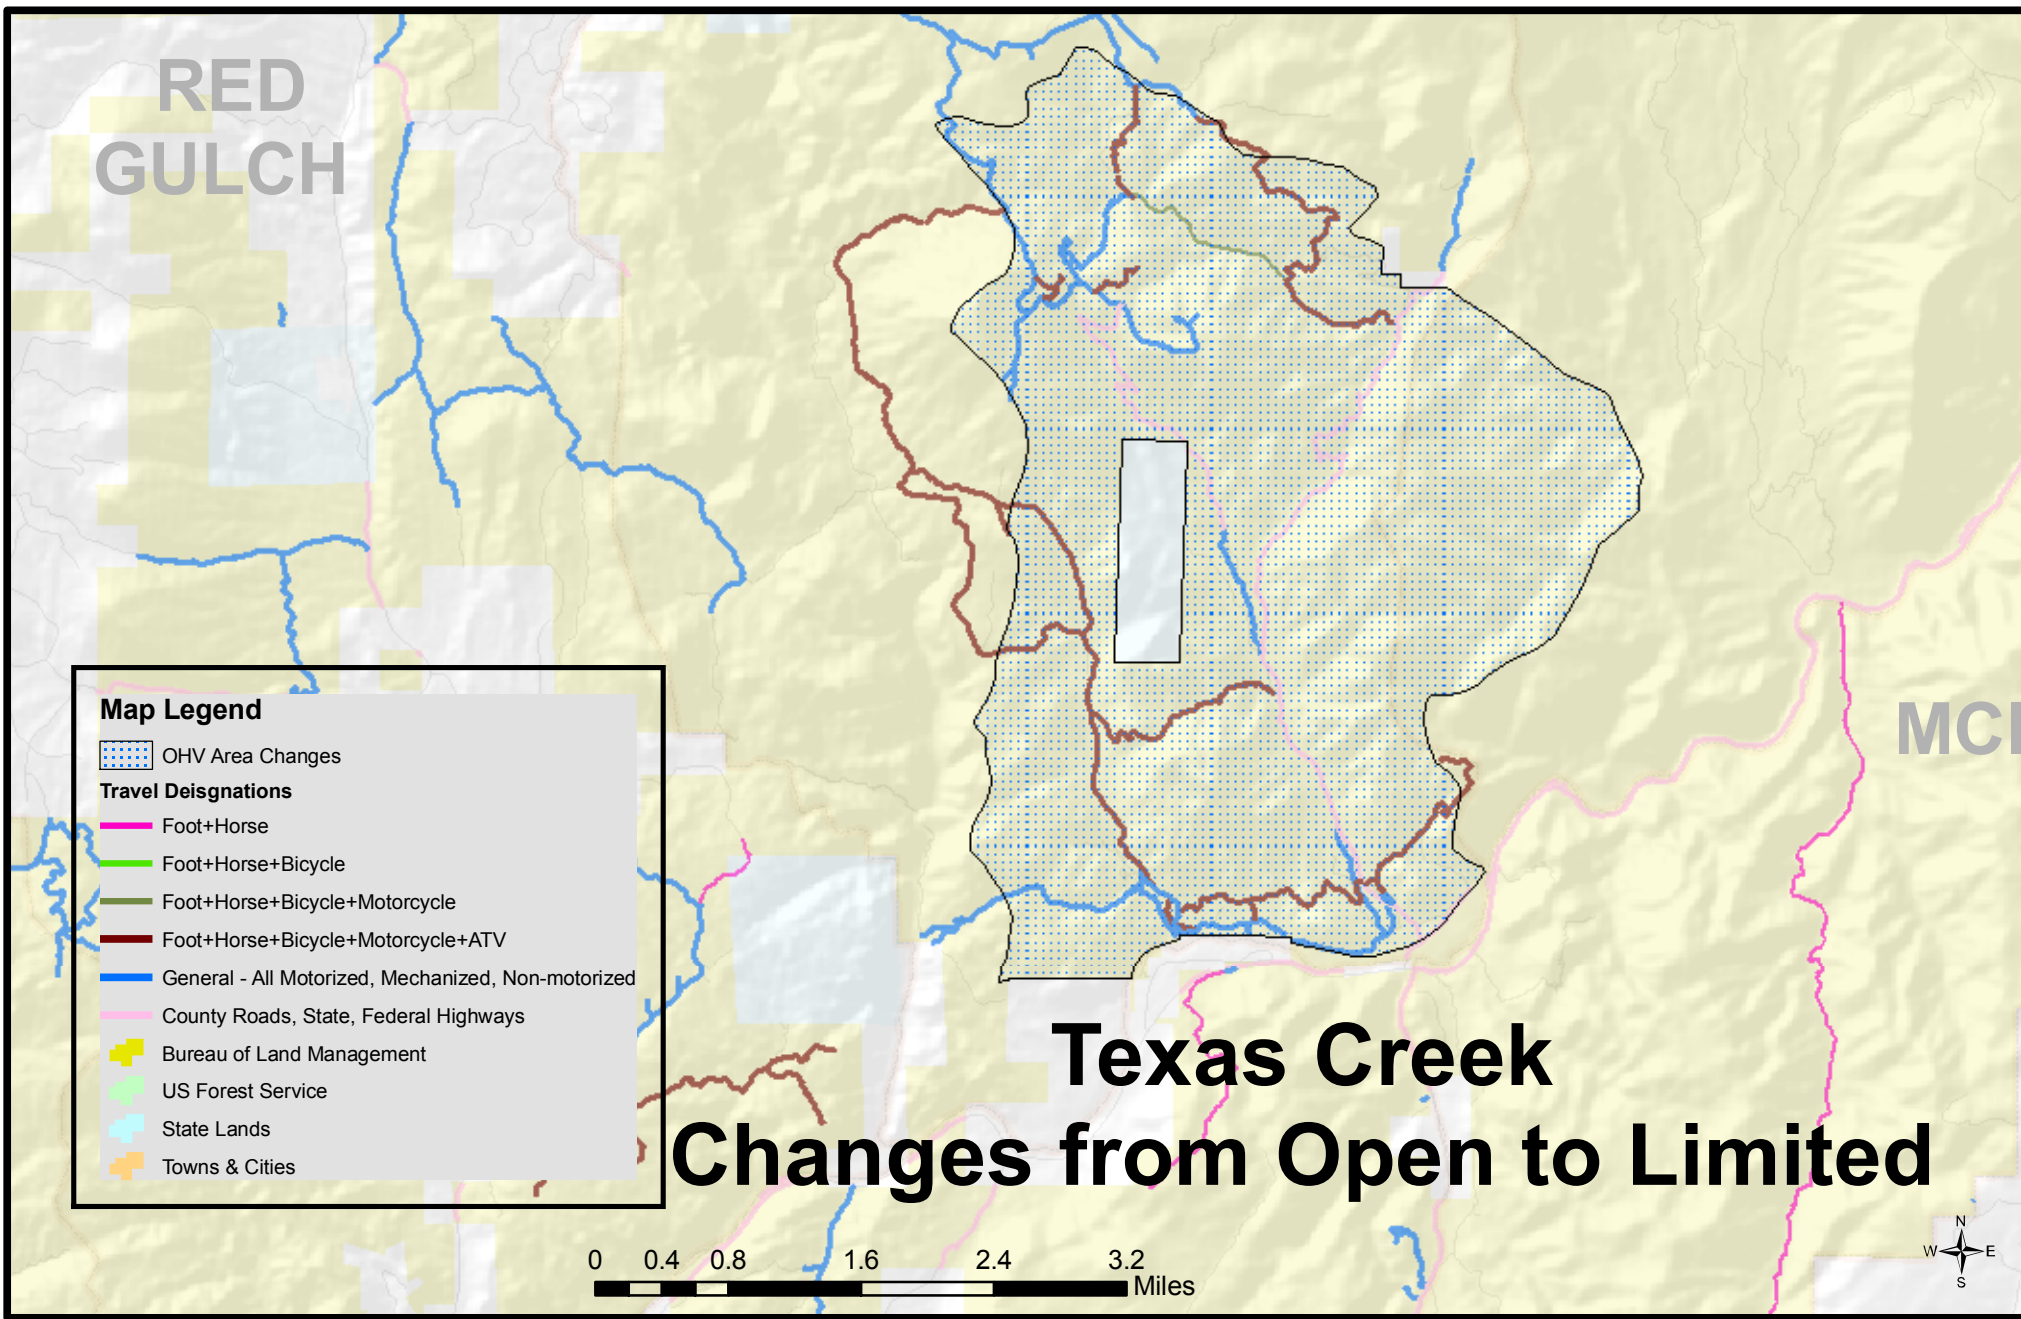 RED
GULCH
MCI
Map Legend
OHV Area Changes
Travel Deisgnations
Foot+Horse
Foot+Horse+Bicycle
Foot+Horse+Bicycle+Motorcycle
Foot+Horse+Bicycle+Motorcycle+ATV
General - All Motorized, Mechanized, Non-motorized
County Roads, State, Federal Highways
Bureau of Land Management
US Forest Service
State Lands
Towns & Cities
Texas Creek
Changes from Open to Limited
0 0.4 0.8 1.6 2.4 3.2
Miles
N
W E
S